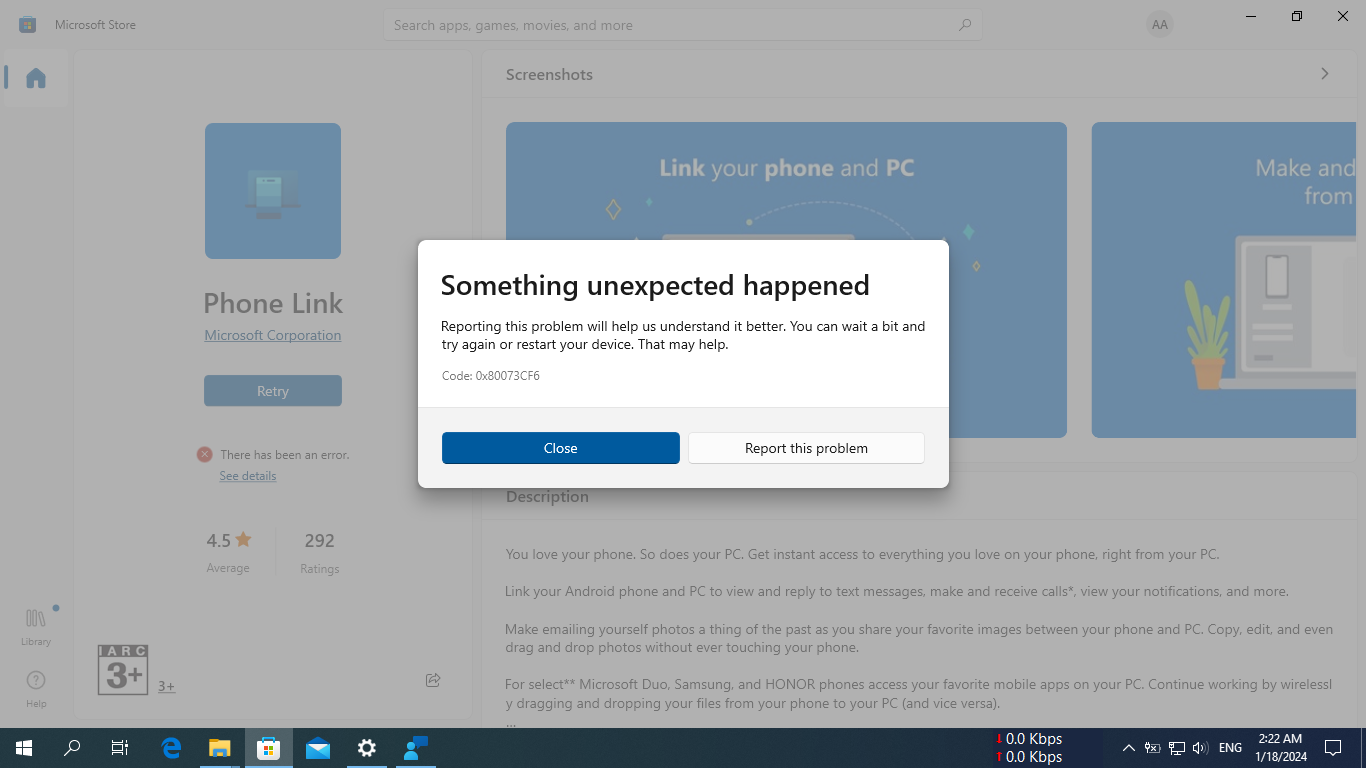 Microsoft Store
Search apps, games, movies, and more
AA
Screenshots
Link your phone and PC
Make and
from
Phone Link
Microsoft Corporation
Retry
There has been an error.
See details
4.5
Average
292
Ratings
IARC
3+
3+
Library
Help
Something unexpected happened
Reporting this problem will help us understand it better. You can wait a bit and
try again or restart your device. That may help.
Code: 0x80073CF6
Close
Report this problem
Description
You love your phone. So does your PC. Get instant access to everything you love on your phone, right from your PC.
Link your Android phone and PC to view and reply to text messages, make and receive calls*, view your notifications, and more.
Make emailing yourself photos a thing of the past as you share your favorite images between your phone and PC. Copy, edit, and even
drag and drop photos without ever touching your phone.
For select** Microsoft Duo, Samsung, and HONOR phones access your favorite mobile apps on your PC. Continue working by wirelessl
y dragging and dropping your files from your phone to your PC (and vice versa).
...
0.0 Kbps
0.0 Kbps
ENG
2:22 AM
1/18/2024